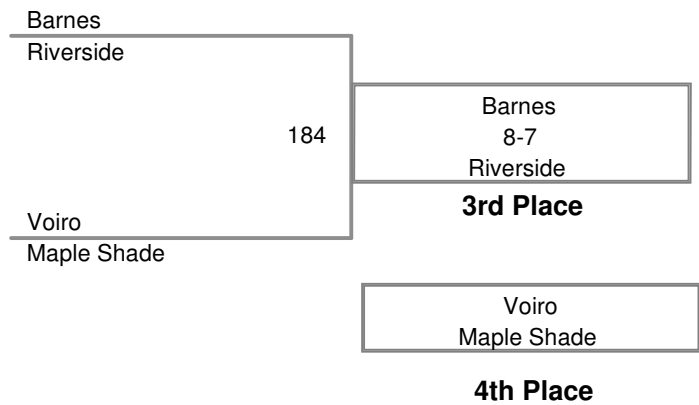 Barnes
Riverside
184
Barnes
8-7
Riverside
3rd Place
Voiro
Maple Shade
Voiro
Maple Shade
4th Place